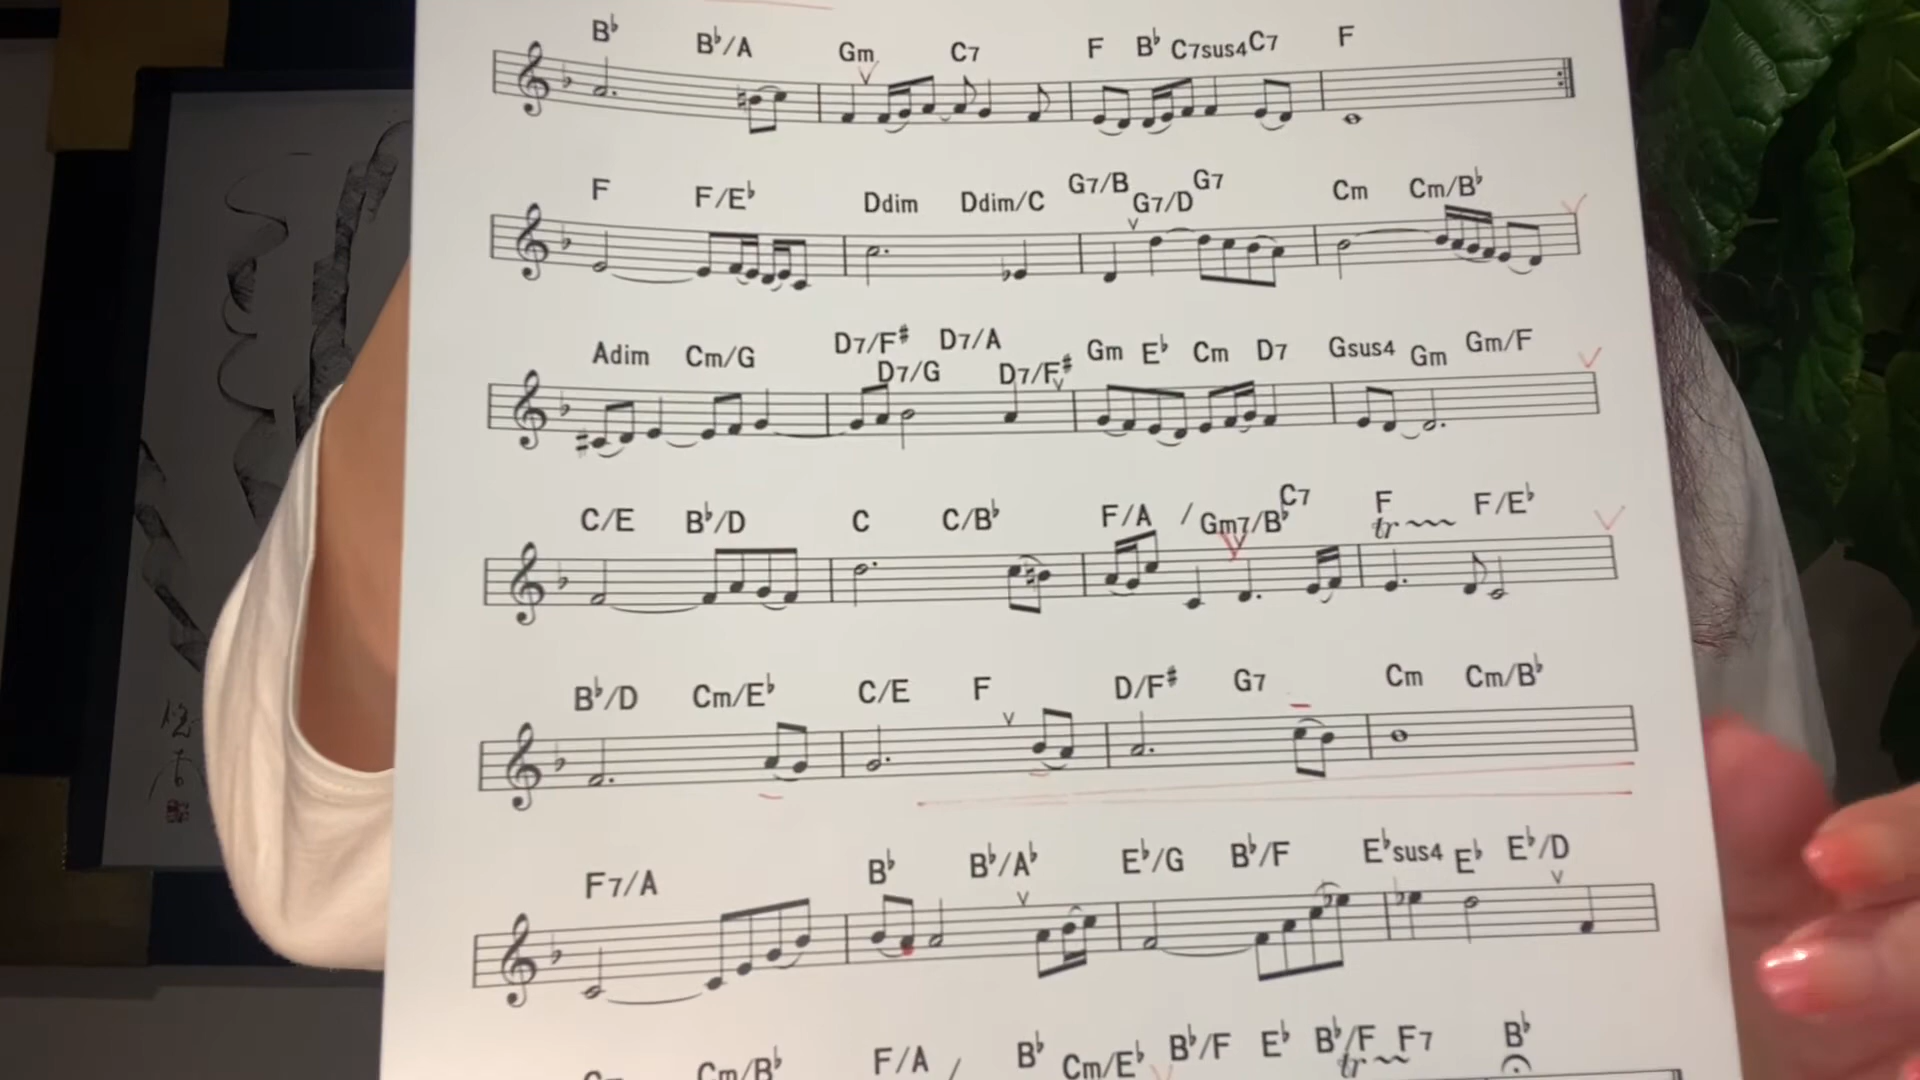 B♭ B♭/A Gm C7 F B♭ C7sus4 C7 F
F F/E♭ Ddim Ddim/C G7/B G7/D G7 Cm Cm/B♭
Adim Cm/G D7/F♯ D7/G D7/A D7/F♯ Gm E♭ Cm D7 Gsus4 Gm Gm/F
C/E B♭/D C C/B♭ F/A / Gm7/B♭ C7 F F/E♭
tr
B♭/D Cm/E♭ C/E F D/F♯ G7 Cm Cm/B♭
F7/A B♭ B♭/A♭ E♭/G B♭/F E♭sus4 E♭ E♭/D
Cm/B♭ F/A / B♭ Cm/E♭ B♭/F E♭ B♭/F F7 B♭
tr